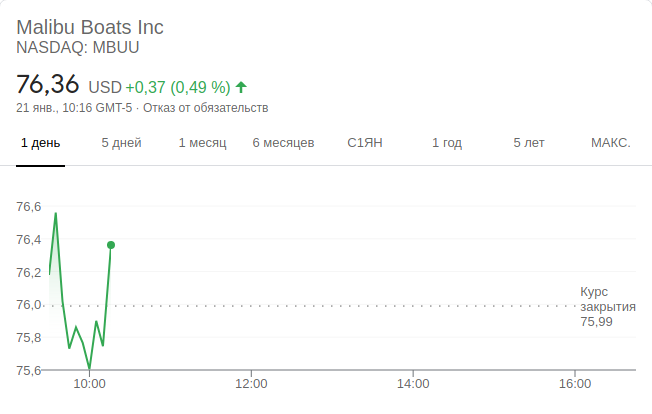 Malibu Boats Inc
NASDAQ: MBUU
76,36 USD +0,37 (0,49 %)
21 янв., 10:16 GMT-5 · Отказ от обязательств
1 день 5 дней 1 месяц 6 месяцев С1ЯН 1 год 5 лет МАКС.
76,6
76,4
76,2
76,0
75,8
75,6
Курс
закрытия
75,99
10:00 12:00 14:00 16:00